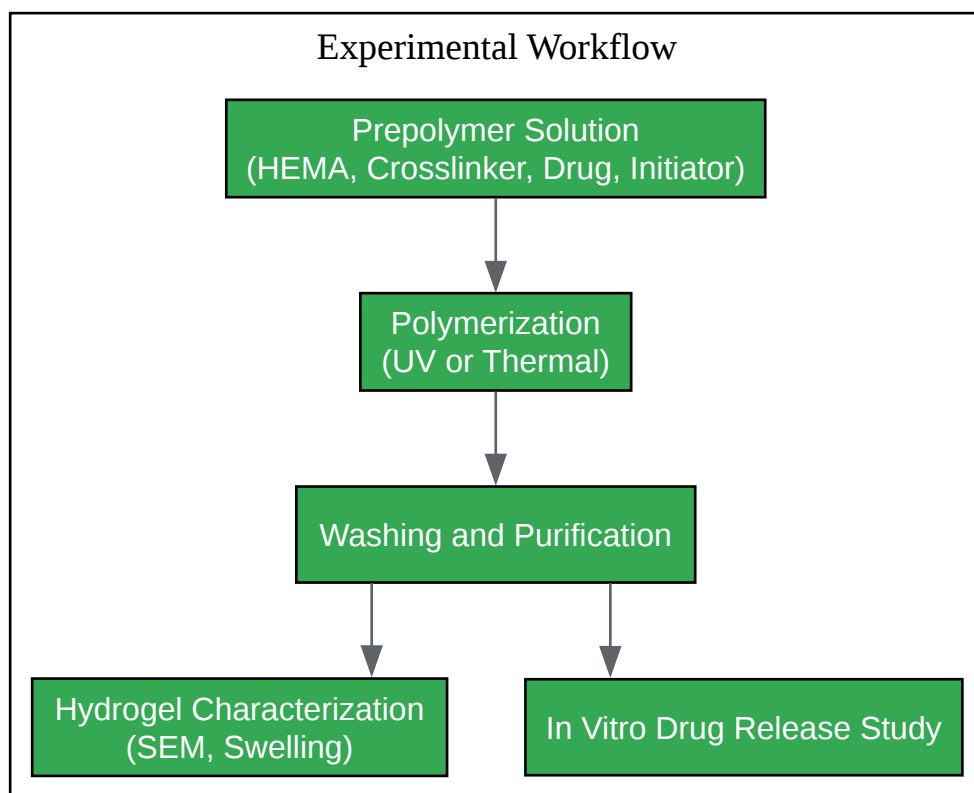 Experimental Workflow
Prepolymer Solution
(HEMA, Crosslinker, Drug, Initiator)
Polymerization
(UV or Thermal)
Washing and Purification
Hydrogel Characterization
(SEM, Swelling)
In Vitro Drug Release Study